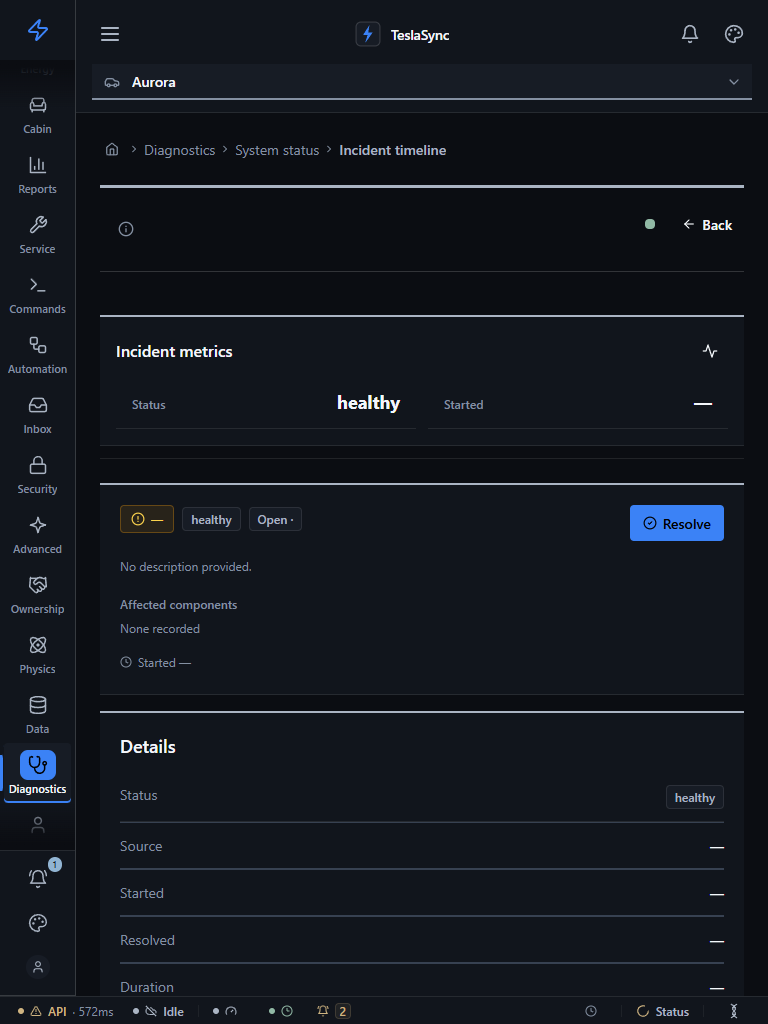 TeslaSync
Aurora
Energy
Cabin
Reports
Service
Commands
Automation
Inbox
Security
Advanced
Ownership
Physics
Data
Diagnostics
1
Diagnostics > System status > Incident timeline
Back
Incident metrics
Status healthy
Started —
— healthy Open ·
Resolve
No description provided.
Affected components
None recorded
Started —
Details
Status healthy
Source —
Started —
Resolved —
Duration —
API · 572ms
Idle
2
Status